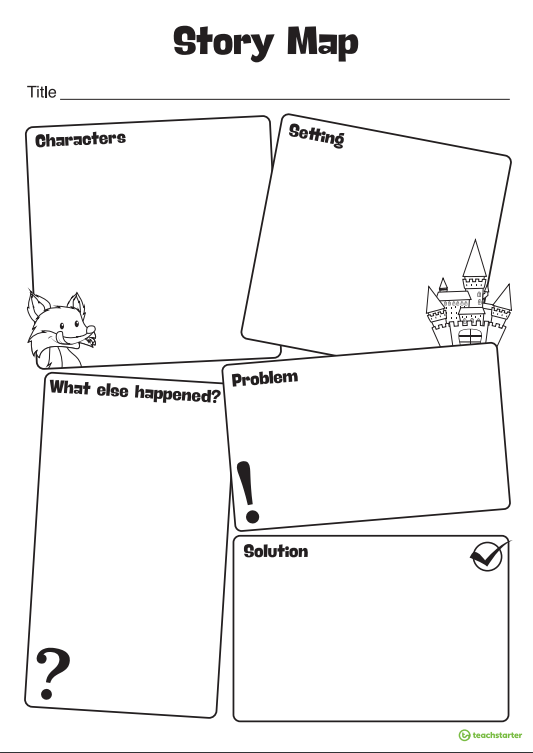 Story Map
Title
Characters
Setting
What else happened?
Problem
!
Solution
?
teachstarter